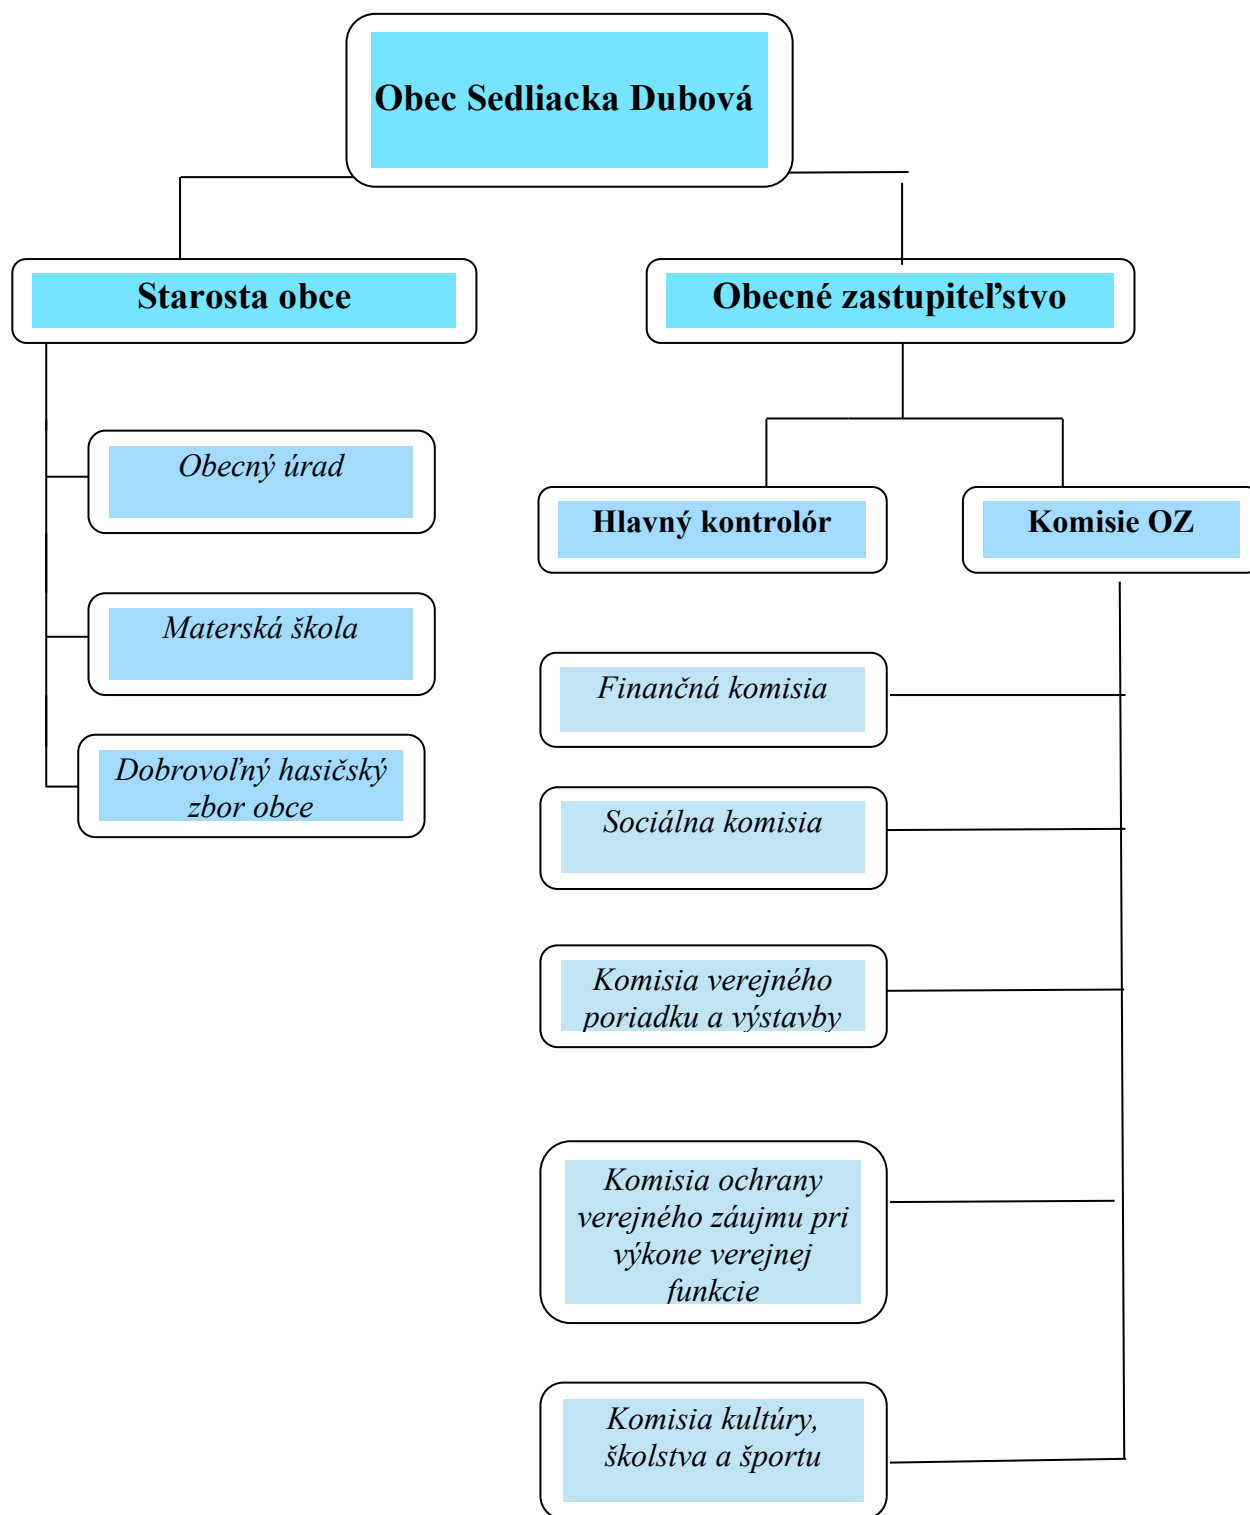 Obec Sedliacka Dubová
Starosta obce
Obecné zastupiteľstvo
Obecný úrad
Materská škola
Dobrovoľný hasičský
zbor obce
Hlavný kontrolór
Komisie OZ
Finančná komisia
Sociálna komisia
Komisia verejného
poriadku a výstavby
Komisia ochrany
verejného záujmu pri
výkone verejnej
funkcie
Komisia kultúry,
školstva a športu